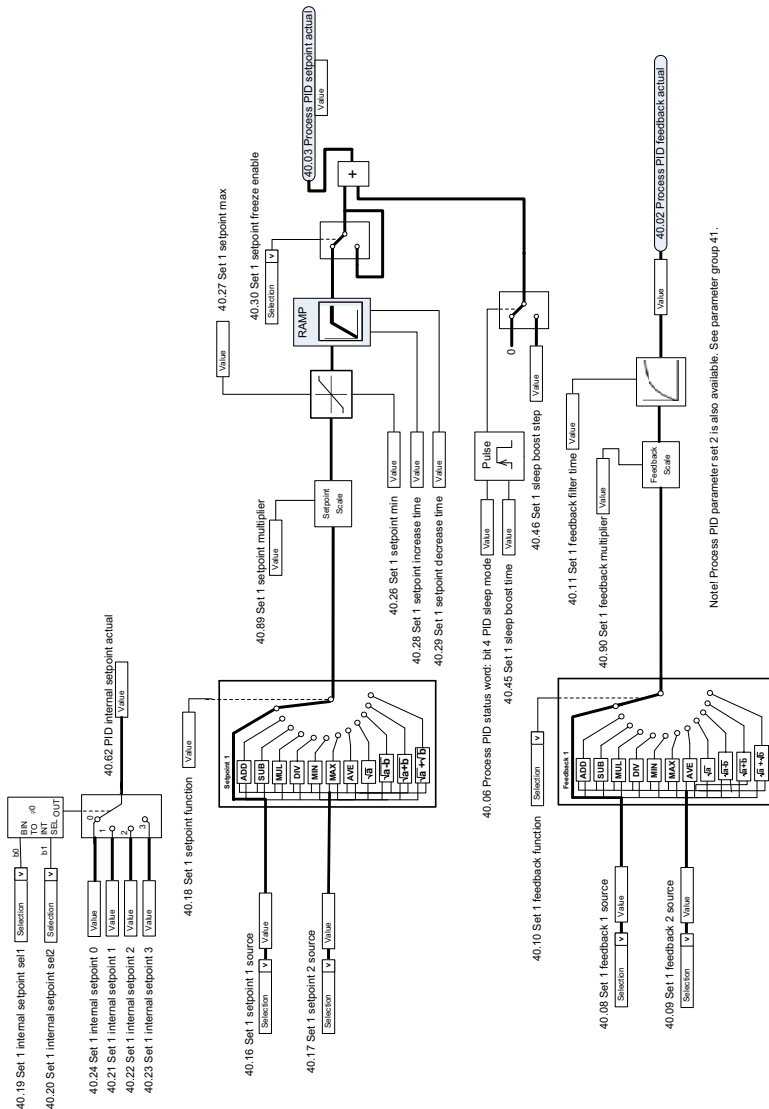 40.19 Set 1 internal setpoint sel1
Selection
v
b0
40.20 Set 1 internal setpoint sel2
Selection
v
b1
BIN
TO
INT
SEL
≠0
OUT
40.24 Set 1 internal setpoint 0
Value
0
40.21 Set 1 internal setpoint 1
Value
1
40.22 Set 1 internal setpoint 2
Value
2
40.23 Set 1 internal setpoint 3
Value
3
40.62 PID internal setpoint actual
Value
40.18 Set 1 setpoint function
Value
40.16 Set 1 setpoint 1 source
Selection
v
Value
40.17 Set 1 setpoint 2 source
Selection
v
Value
Setpoint 1
ADD
SUB
MUL
DIV
MIN
MAX
AVE
√a
√a-b
√a+b
√a +√b
40.89 Set 1 setpoint multiplier
Value
Setpoint
Scale
40.27 Set 1 setpoint max
Value
40.26 Set 1 setpoint min
Value
40.28 Set 1 setpoint increase time
Value
40.29 Set 1 setpoint decrease time
Value
RAMP
40.30 Set 1 setpoint freeze enable
Selection
v
+
40.03 Process PID setpoint actual
Value
40.06 Process PID status word: bit 4 PID sleep mode
Value
40.45 Set 1 sleep boost time
Value
Pulse
0
40.46 Set 1 sleep boost step
Value
40.10 Set 1 feedback function
Selection
v
40.08 Set 1 feedback 1 source
Selection
v
Value
40.09 Set 1 feedback 2 source
Selection
v
Value
Feedback 1
ADD
SUB
MUL
DIV
MIN
MAX
AVE
√a
√a-b
√a+b
√a +√b
40.90 Set 1 feedback multiplier
Value
Feedback
Scale
40.11 Set 1 feedback filter time
Value
Value
40.02 Process PID feedback actual
Note! Process PID parameter set 2 is also available. See parameter group 41.